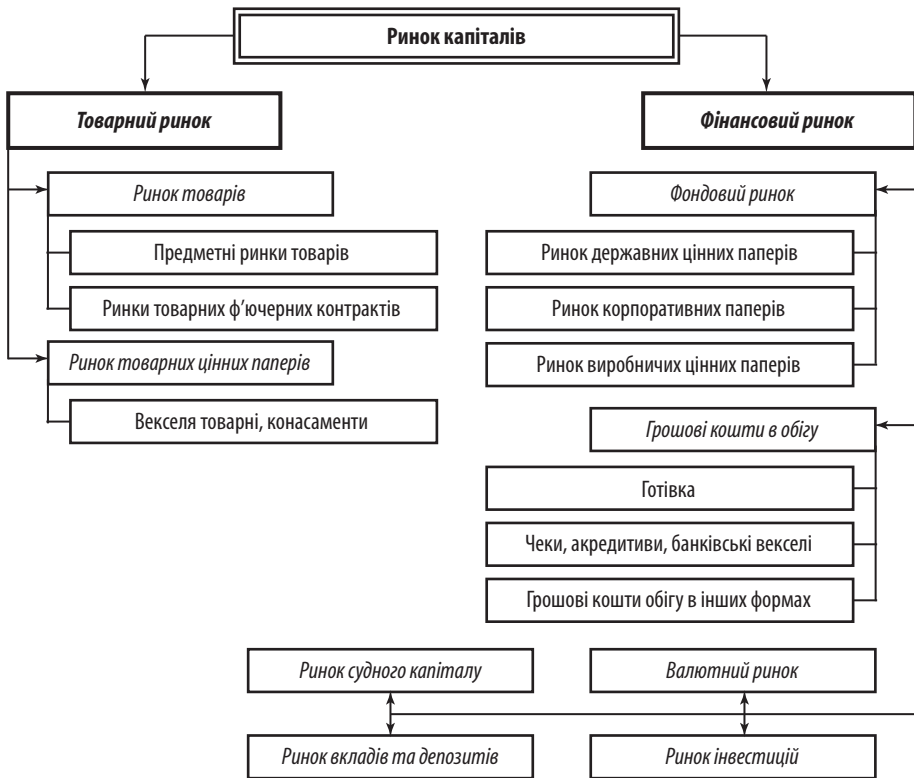 Ринок капіталів
Товарний ринок
Фінансовий ринок
Ринок товарів
Фондовий ринок
Предметні ринки товарів
Ринок державних цінних паперів
Ринки товарних ф’ючерних контрактів
Ринок корпоративних паперів
Ринок товарних цінних паперів
Ринок виробничих цінних паперів
Векселя товарні, конасаменти
Грошові кошти в обігу
Готівка
Чеки, акредитиви, банківські векселі
Грошові кошти обігу в інших формах
Ринок судного капіталу
Валютний ринок
Ринок вкладів та депозитів
Ринок інвестицій